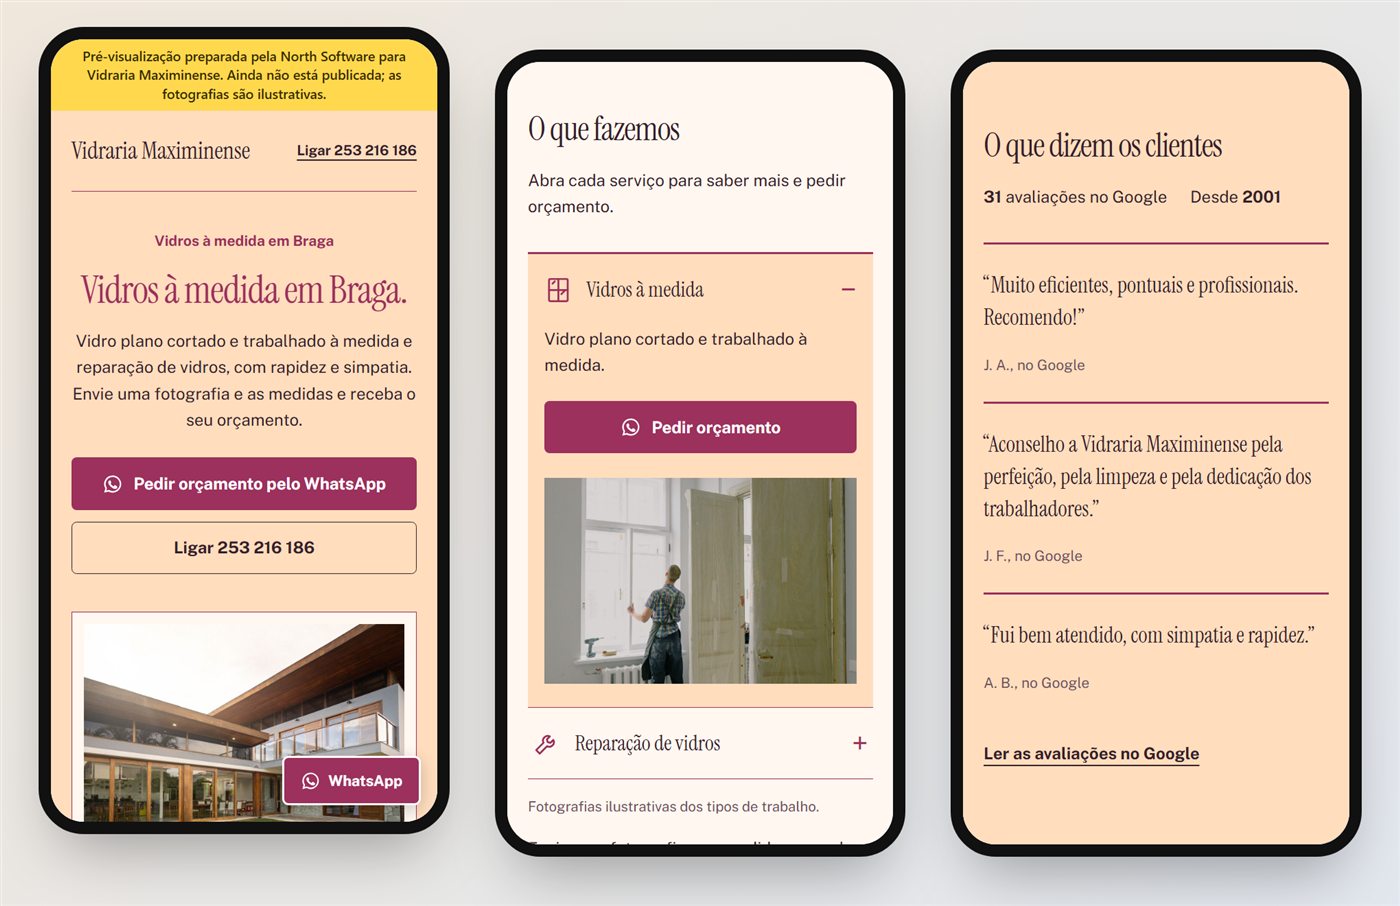 Pré-visualização preparada pela North Software para
Vidraria Maximinense. Ainda não está publicada; as
fotografias são ilustrativas.
Vidraria Maximinense
Ligar 253 216 186
Vidros à medida em Braga
Vidros à medida em Braga.
Vidro plano cortado e trabalhado à medida e
reparação de vidros, com rapidez e simpatia.
Envie uma fotografia e as medidas e receba o
seu orçamento.
Pedir orçamento pelo WhatsApp
Ligar 253 216 186
WhatsApp
O que fazemos
Abra cada serviço para saber mais e pedir
orçamento.
Vidros à medida
Vidro plano cortado e trabalhado à
medida.
Pedir orçamento
Reparação de vidros
Fotografias ilustrativas dos tipos de trabalho.
O que dizem os clientes
31 avaliações no Google
Desde 2001
“Muito eficientes, pontuais e profissionais.
Recomendo!”
J. A., no Google
“Aconselho a Vidraria Maximinense pela
perfeição, pela limpeza e pela dedicação dos
trabalhadores.”
J. F., no Google
“Fui bem atendido, com simpatia e rapidez.”
A. B., no Google
Ler as avaliações no Google